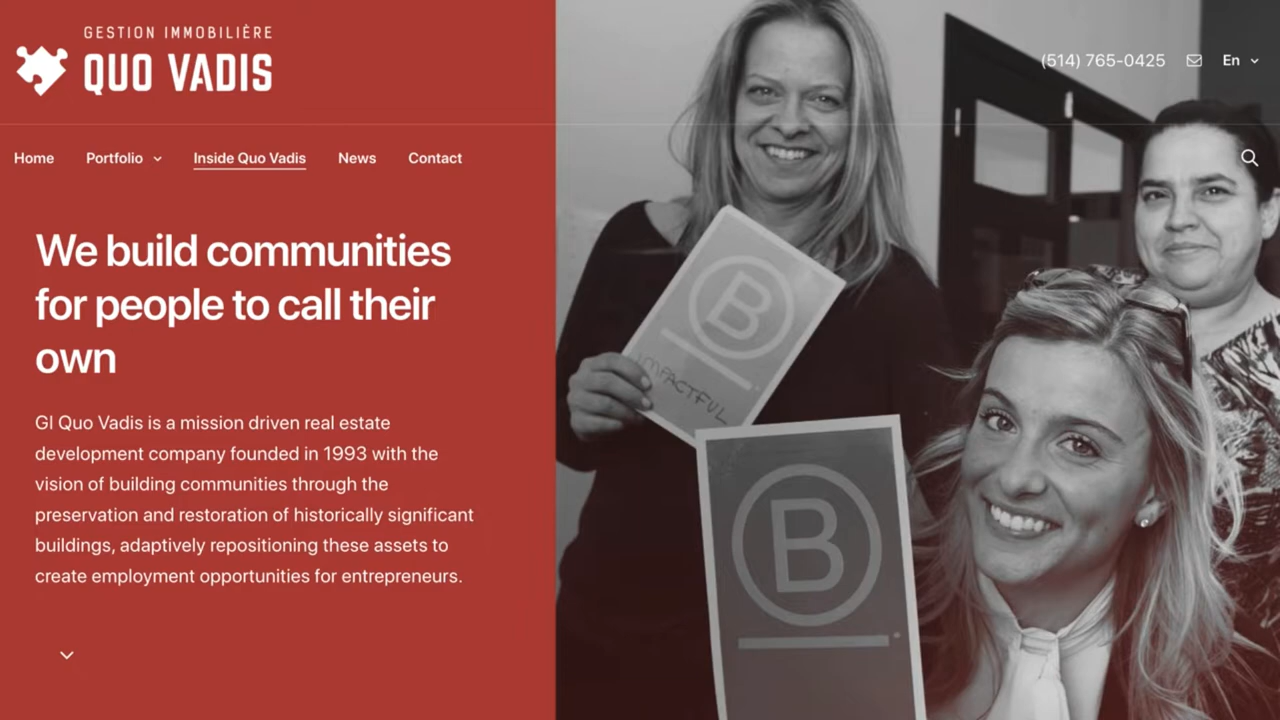 GESTION IMMOBILIÈRE
QUO VADIS
(514) 765-0425
En
Home
Portfolio
Inside Quo Vadis
News
Contact
We build communities
for people to call their
own
GI Quo Vadis is a mission driven real estate
development company founded in 1993 with the
vision of building communities through the
preservation and restoration of historically significant
buildings, adaptively repositioning these assets to
create employment opportunities for entrepreneurs.
B
IMPACTFUL
B